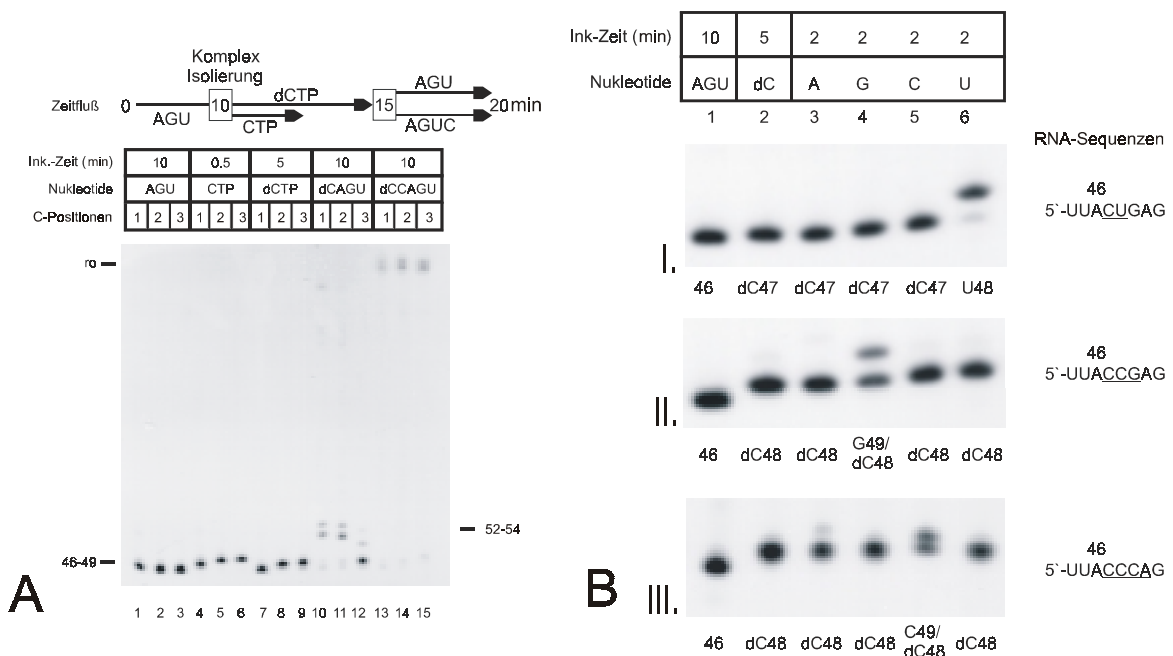 Komplex
Isolierung
Zeitfluß 0 AGU 10 dCTP CTP 15 AGU AGUC 20 min
Ink.-Zeit (min) 10 0.5 5 10 10
Nukleotide AGU CTP dCTP dCAGU dCCAGU
C-Positionen 1 2 3 1 2 3 1 2 3 1 2 3 1 2 3
ro
52-54
46-49
A
1 2 3 4 5 6 7 8 9 10 11 12 13 14 15
Ink-Zeit (min) 10 5 2 2 2 2
Nukleotide AGU dC A G C U
1 2 3 4 5 6
RNA-Sequenzen
46
5`-UUACUGAG
I.
46 dC47 dC47 dC47 dC47 U48
46
5`-UUACCGAG
II.
46 dC48 dC48 G49/ dC48 dC48
dC48
46
5`-UUACCCAG
B
III.
46 dC48 dC48 dC48 C49/ dC48
dC48